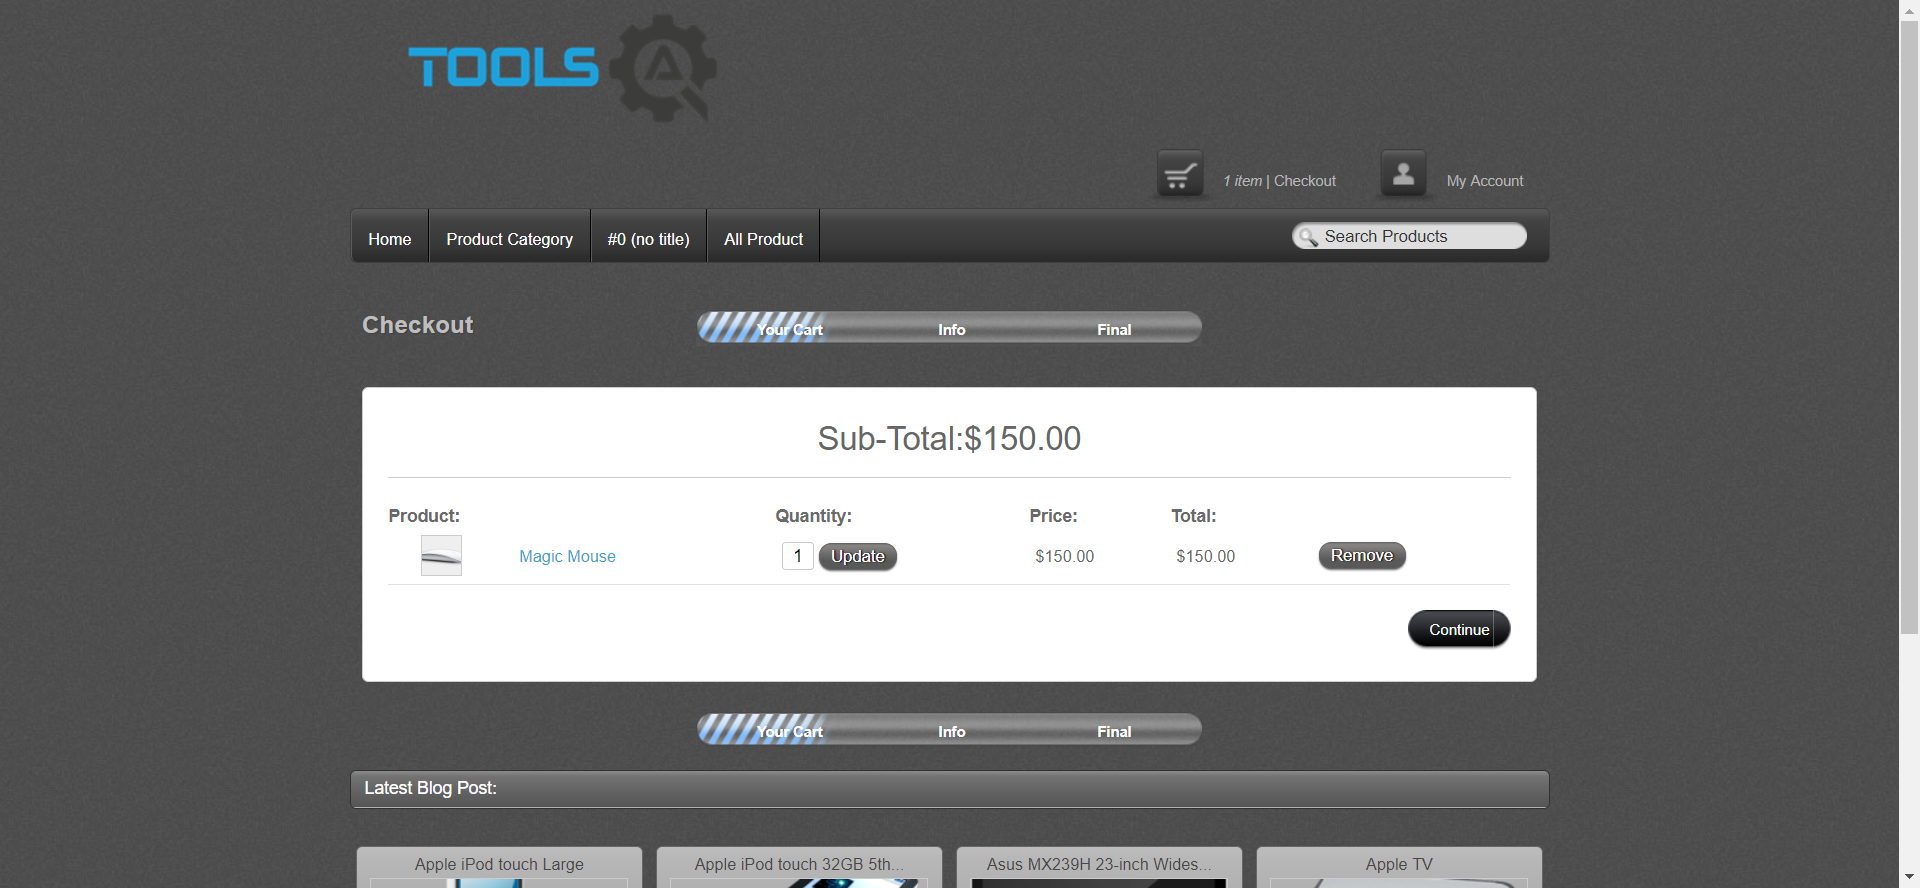 TOOLS QA
1 item | Checkout
My Account
Home
Product Category
#0 (no title)
All Product
Search Products
Checkout
Your Cart
Info
Final
Sub-Total:$150.00
Product:
Quantity:
Price:
Total:
Magic Mouse
1
Update
$150.00
$150.00
Remove
Continue
Your Cart
Info
Final
Latest Blog Post:
Apple iPod touch Large
Apple iPod touch 32GB 5th...
Asus MX239H 23-inch Wides...
Apple TV